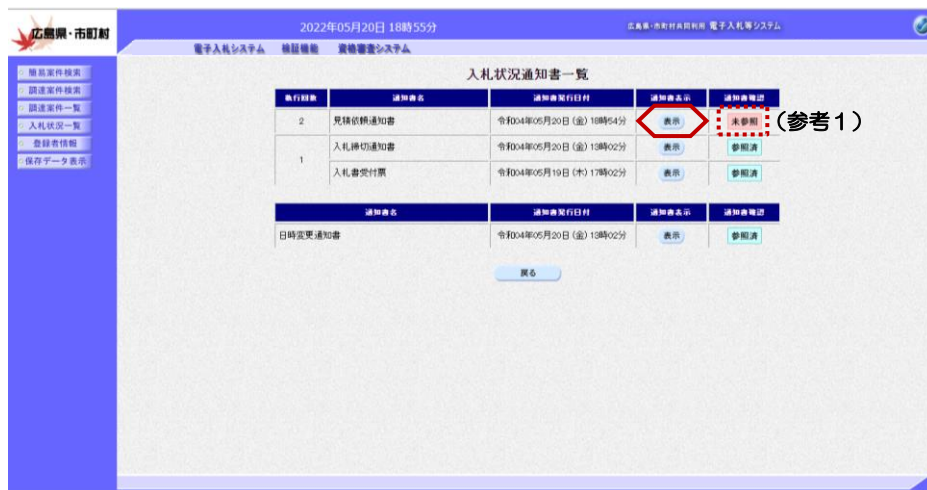 広島県・市町村
2022年05月20日 18時55分
広島県・市町村共同利用 電子入札等システム
電子入札システム 検証機能 資格審査システム
簡易案件検索
調達案件検索
調達案件一覧
入札状況一覧
登録者情報
保存データ表示
入札状況通知書一覧
執行回数 通知書名 通知書発行日付 通知書表示 通知書確認
2 見積依頼通知書 令和04年05月20日(金)18時54分 表示 未参照 (参考1)
1 入札締切通知書 令和04年05月20日(金)13時02分 表示 参照済
入札書受付票 令和04年05月19日(木)17時02分 表示 参照済
通知書名 通知書発行日付 通知書表示 通知書確認
日時変更通知書 令和04年05月20日(金)13時02分 表示 参照済
戻る